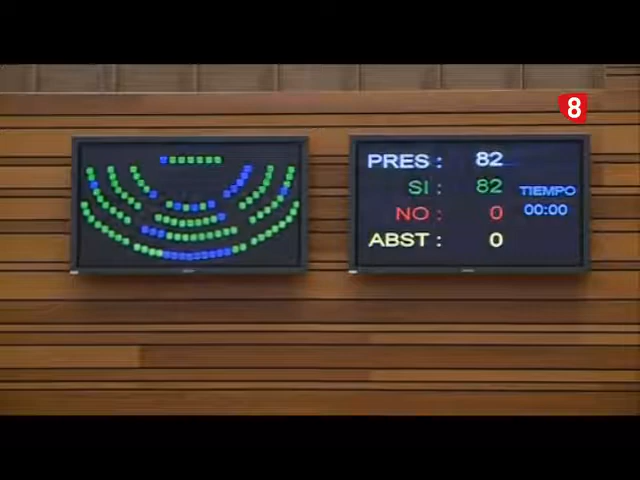 8
PRES : 82
SI : 82
NO : 0
ABST : 0
TIEMPO
00:00